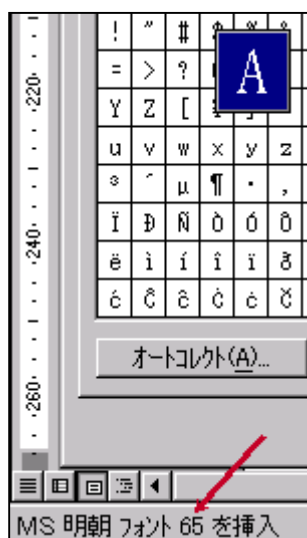 ! " #
= > ?
A
Y Z [
u v w x y z
³ ´ µ ¶ · ¸
Ï Ð Ñ Ò Ó Ô
ë ì í î ï ð
ć Ĉ ĉ Ċ ċ Č
220
240
260
オートコレクト(A)...
MS 明朝 フォント 65 を挿入